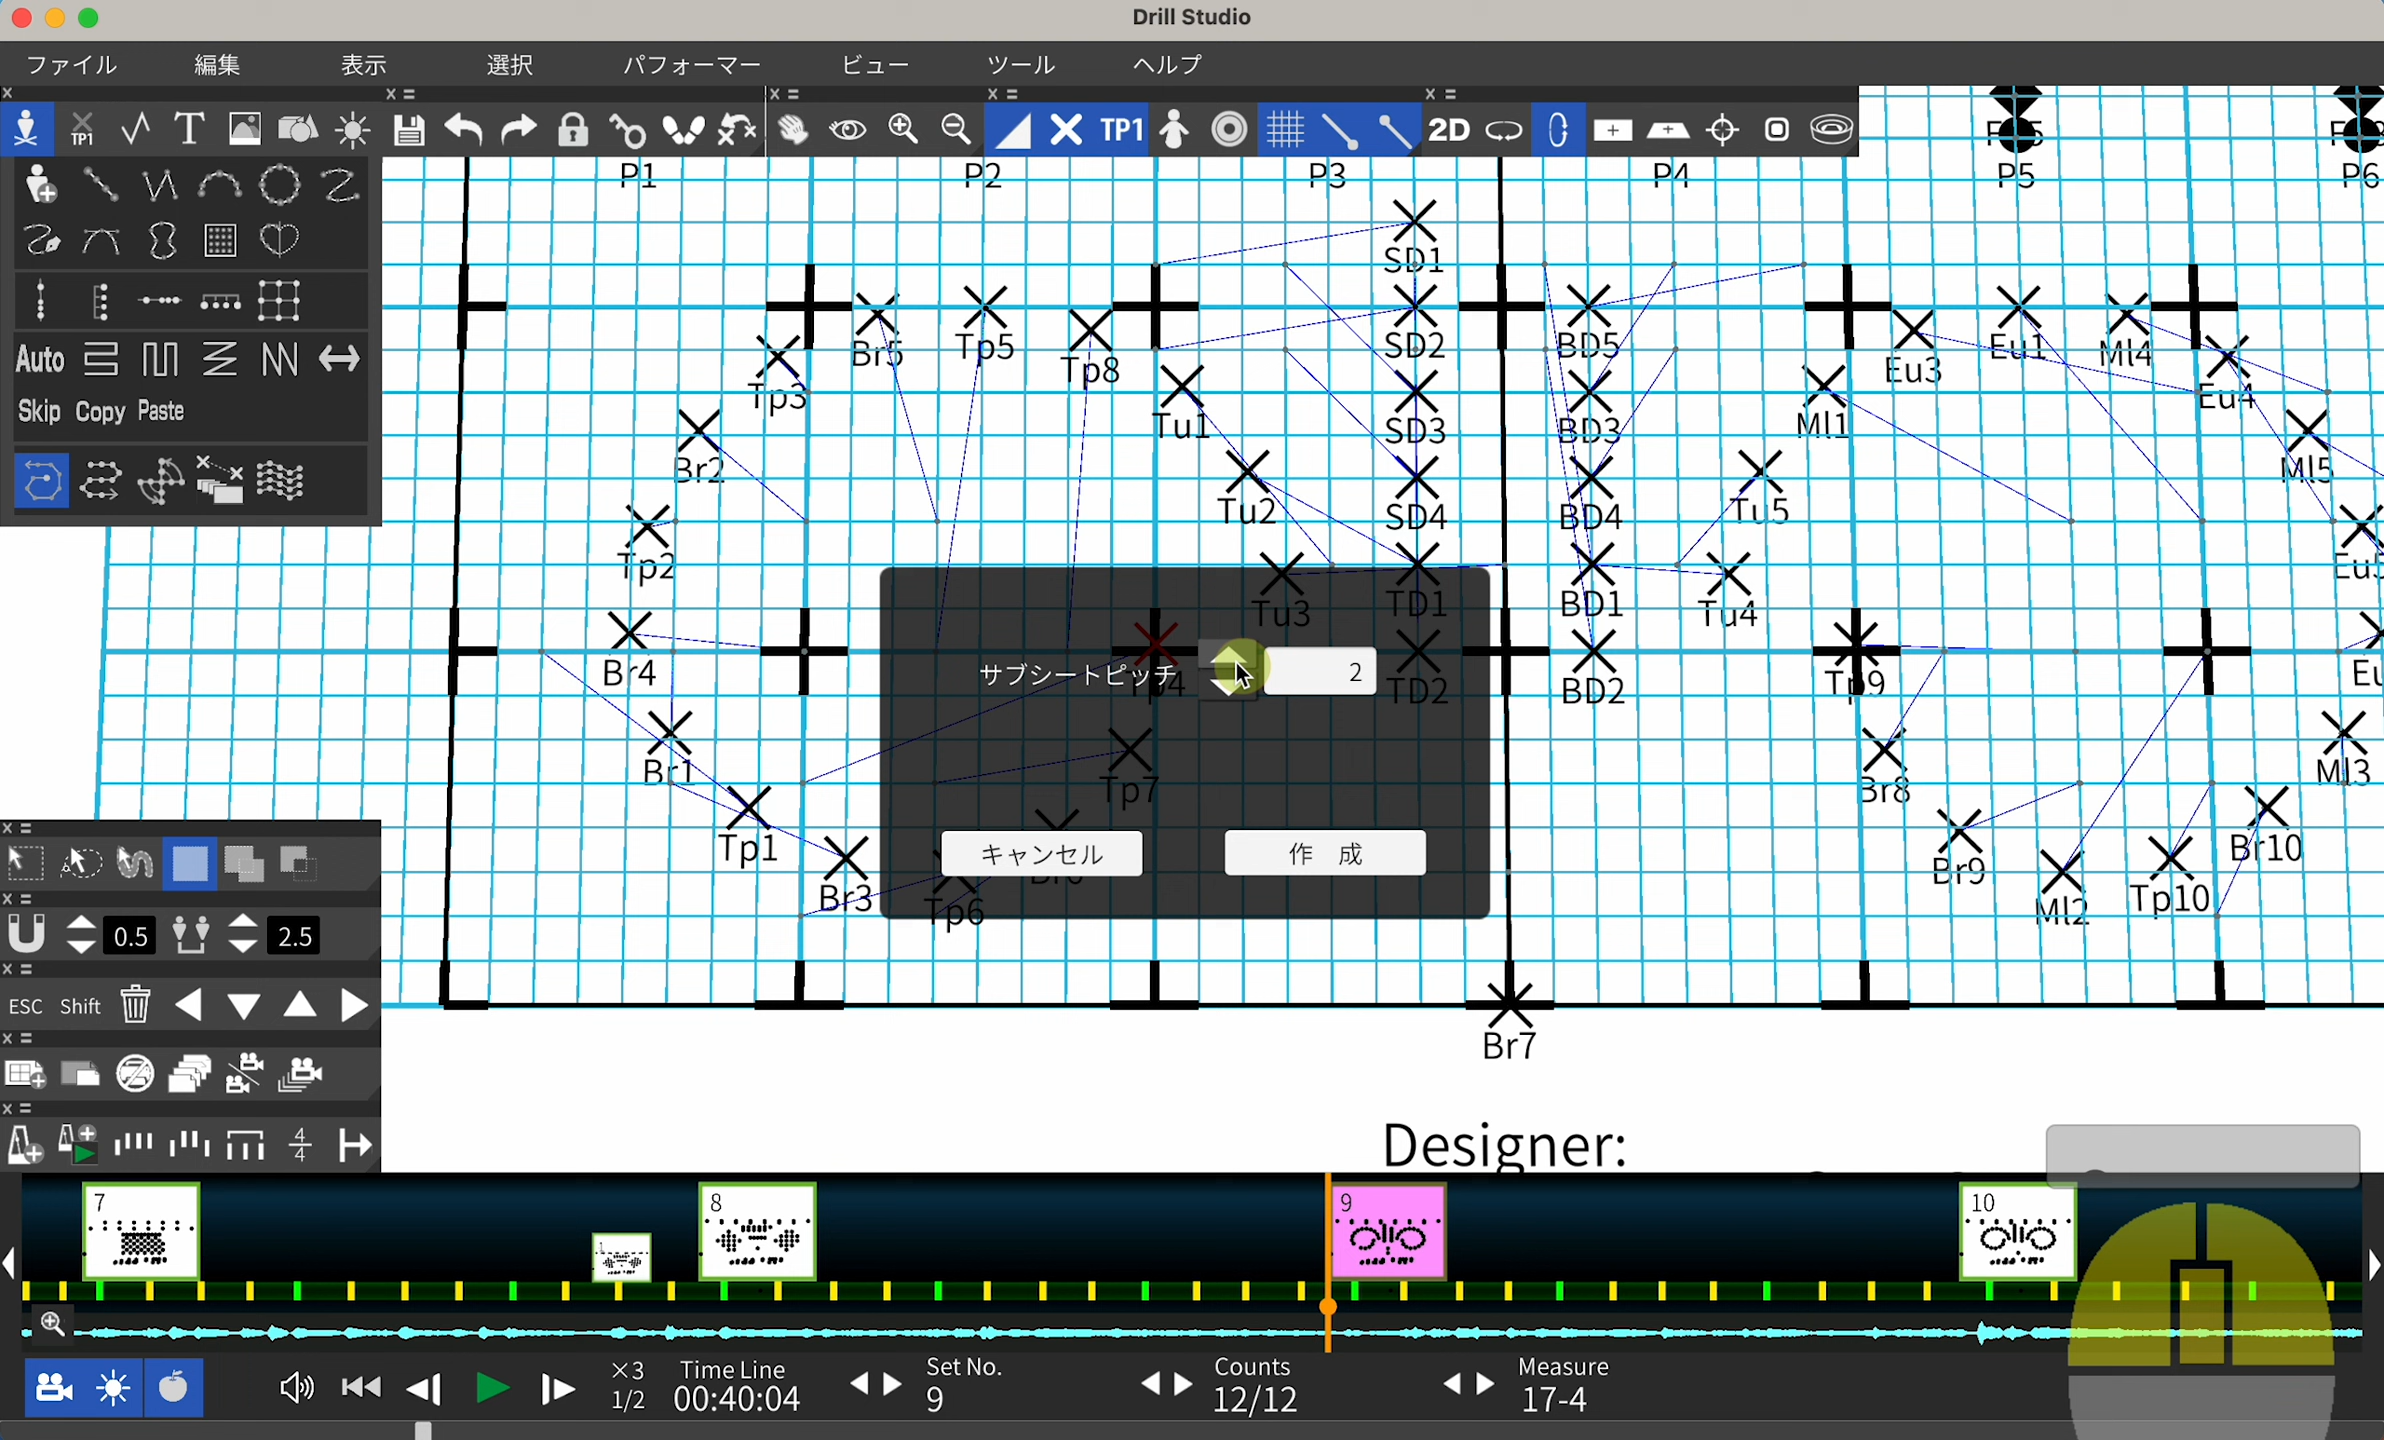 Drill Studio
ファイル 編集 表示 選択 パフォーマー ビュー ツール ヘルプ
TP1 T TP1 2D
P1 P2 P3 P4 P5 P6
SD1
SD2 BD5
Br5 Tp5 Tp8 Eu3 Eu1 Ml4
Tp3 Tu1 Ml1 Eu4
SD3 BD3
Br2 Ml5
Tu2 SD4 BD4 Tu5
Tp2
Tu3 TD1 BD1 Tu4
Br4 TD2 BD2 Tp9
Br1 Tp7 Br8 Ml3
Tp1 Br9 Br10
Br3 Tp6 Ml2 Tp10
Br7
Auto
Skip Copy Paste
サブシートピッチ 2
キャンセル 作 成
0.5 2.5
ESC Shift
4
4
Designer:
7 1 8 9 10
×3
1/2
Time Line
00:40:04
Set No.
9
Counts
12/12
Measure
17-4